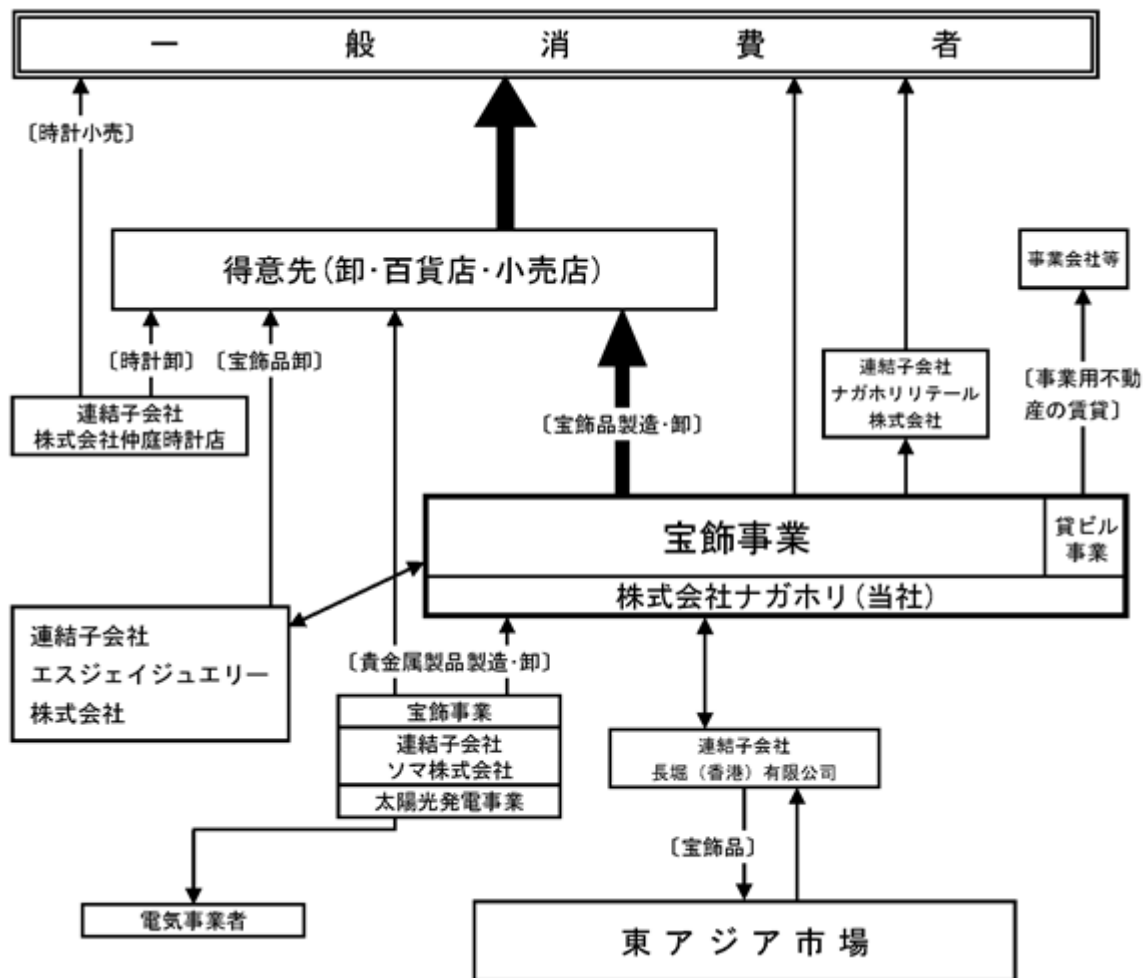 一般消費者
〔時計小売〕
得意先(卸・百貨店・小売店)
事業会社等
〔時計卸〕
〔宝飾品卸〕
連結子会社
株式会社仲庭時計店
〔宝飾品製造・卸〕
連結子会社
ナガホリリテール
株式会社
〔事業用不動
産の賃貸〕
宝飾事業
貸ビル
事業
株式会社ナガホリ(当社)
連結子会社
エスジェイジュエリー
株式会社
〔貴金属製品製造・卸〕
宝飾事業
連結子会社
ソマ株式会社
太陽光発電事業
連結子会社
長堀（香港）有限公司
〔宝飾品〕
電気事業者
東アジア市場